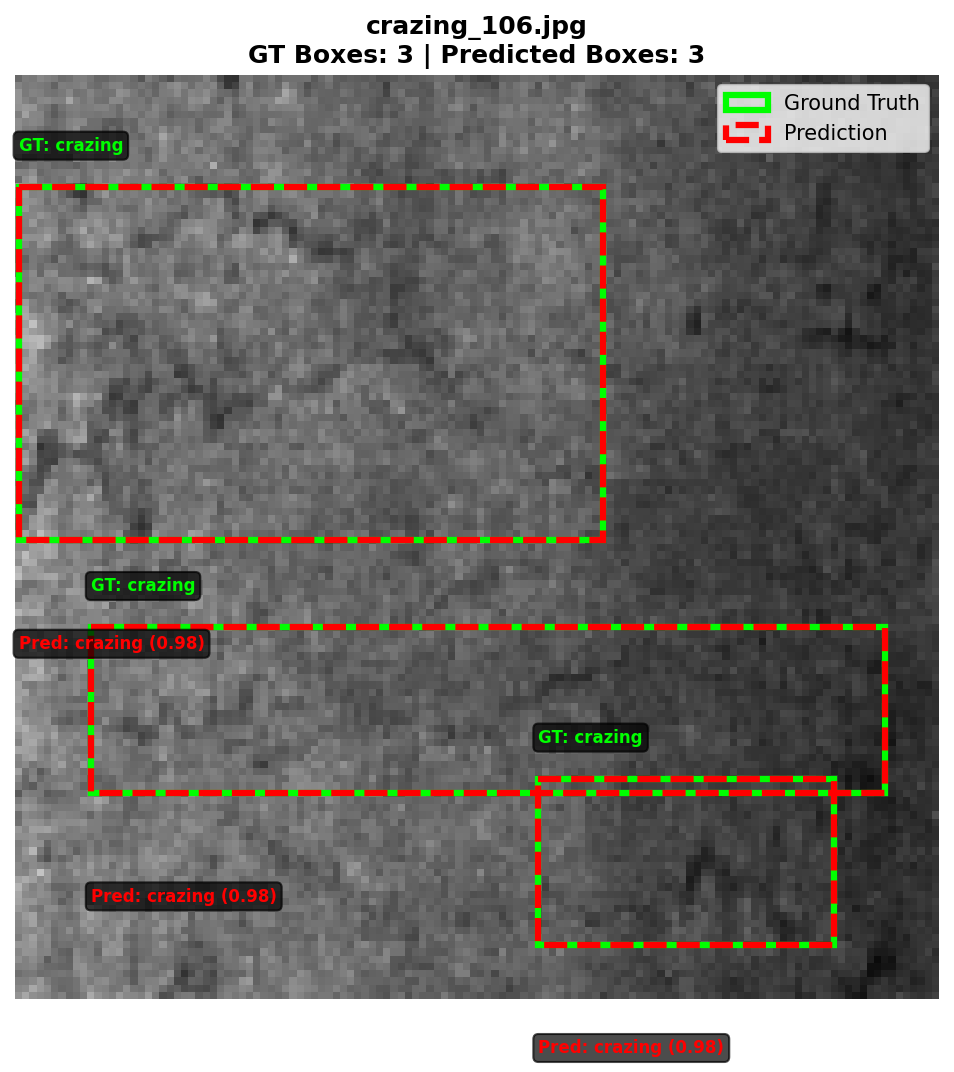 crazing_106.jpg
GT Boxes: 3 | Predicted Boxes: 3
Ground Truth
Prediction
GT: crazing
GT: crazing
Pred: crazing (0.98)
GT: crazing
Pred: crazing (0.98)
Pred: crazing (0.98)